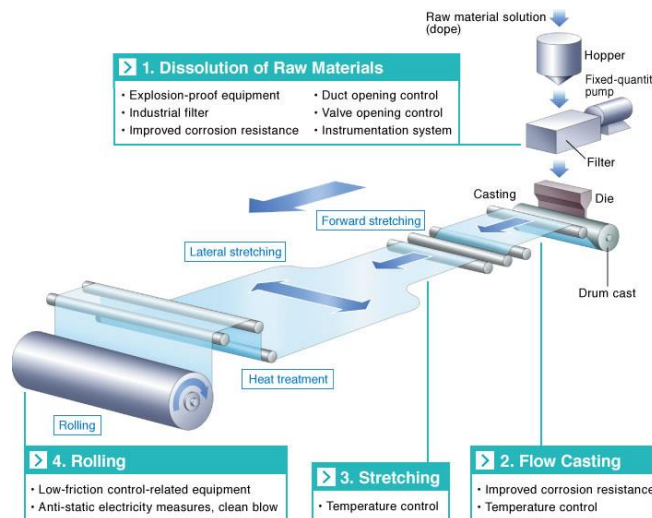 Raw material solution
(dope)
Hopper
Fixed-quantit
pump
Filter
1. Dissolution of Raw Materials
• Explosion-proof equipment
• Industrial filter
• Improved corrosion resistance
• Duct opening control
• Valve opening control
• Instrumentation system
Casting
Die
Forward stretching
Lateral stretching
Drum cast
Heat treatment
Rolling
4. Rolling
• Low-friction control-related equipment
• Anti-static electricity measures, clean blow
3. Stretching
• Temperature control
2. Flow Casting
• Improved corrosion resistance
• Temperature control